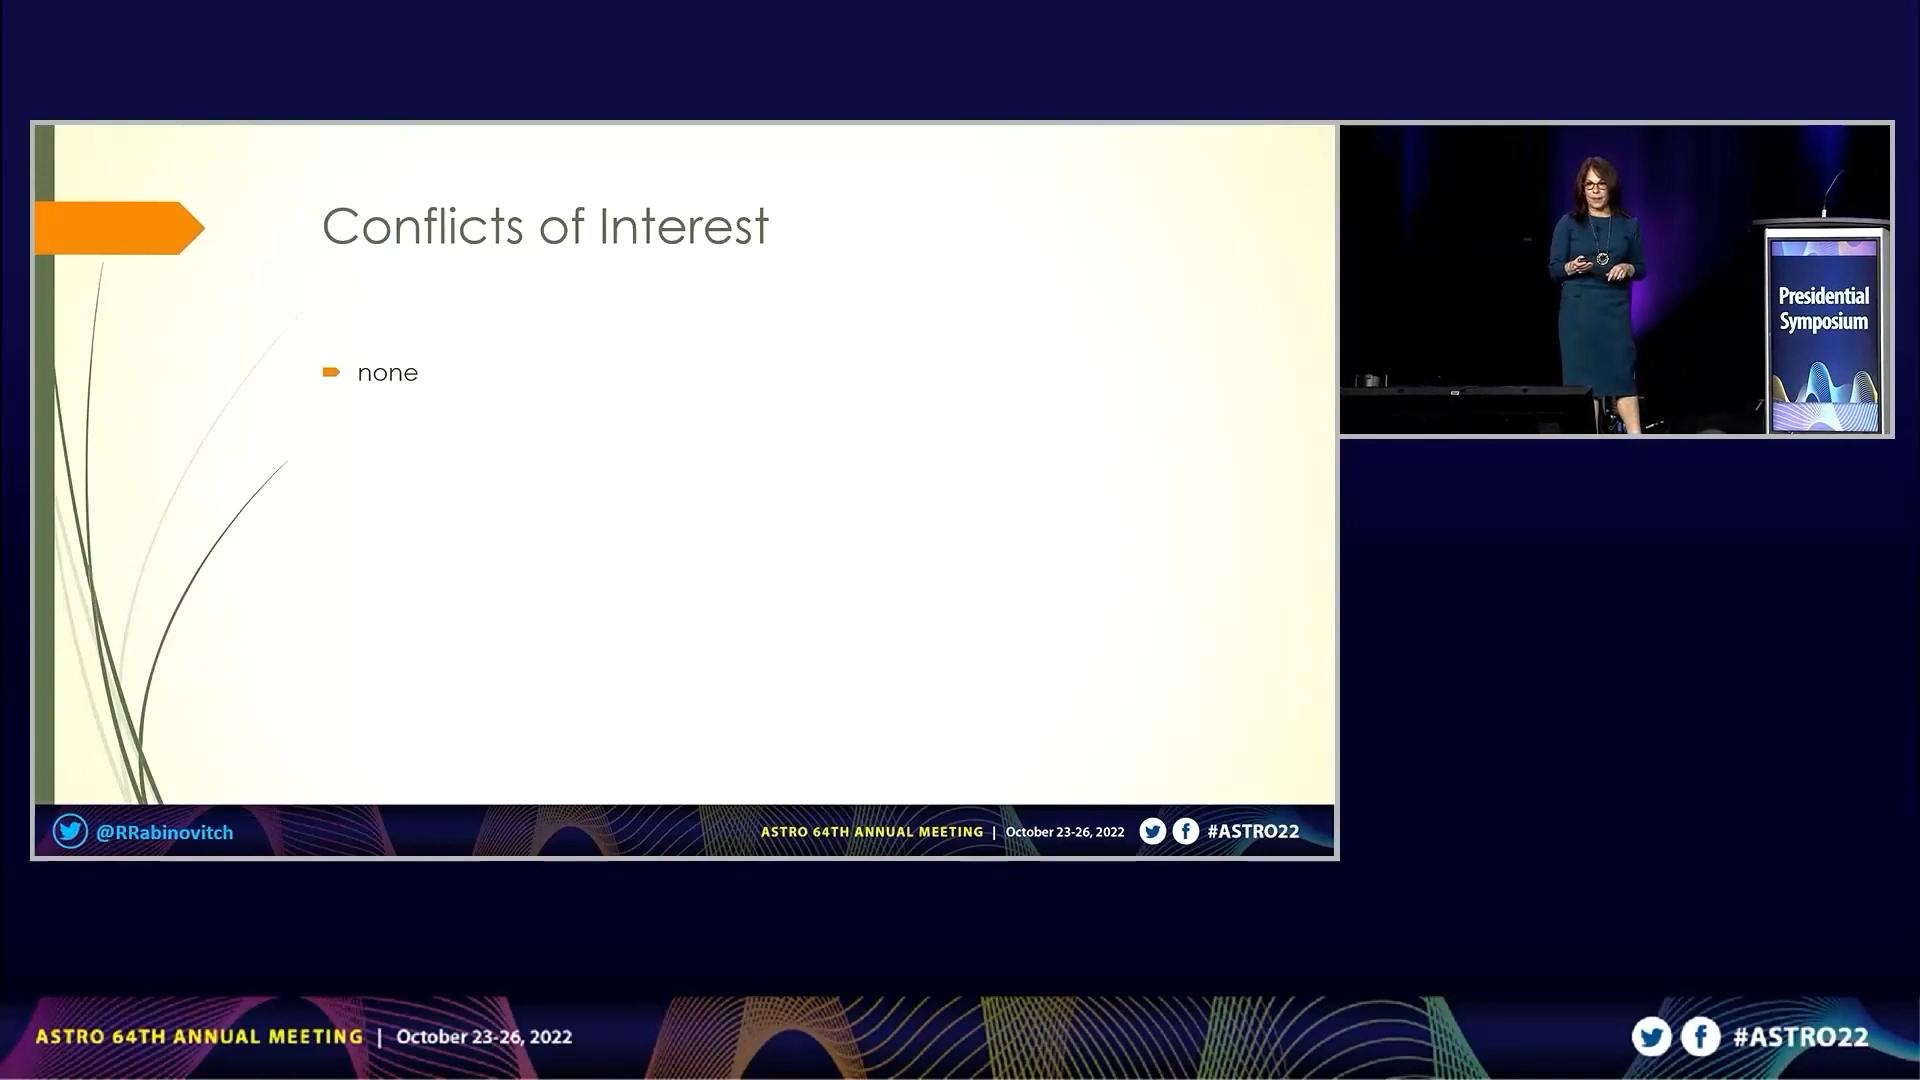 Conflicts of Interest
none
@RRabinovitch
ASTRO 64TH ANNUAL MEETING | October 23-26, 2022
#ASTRO22
Presidential
Symposium
ASTRO 64TH ANNUAL MEETING | October 23-26, 2022
#ASTRO22